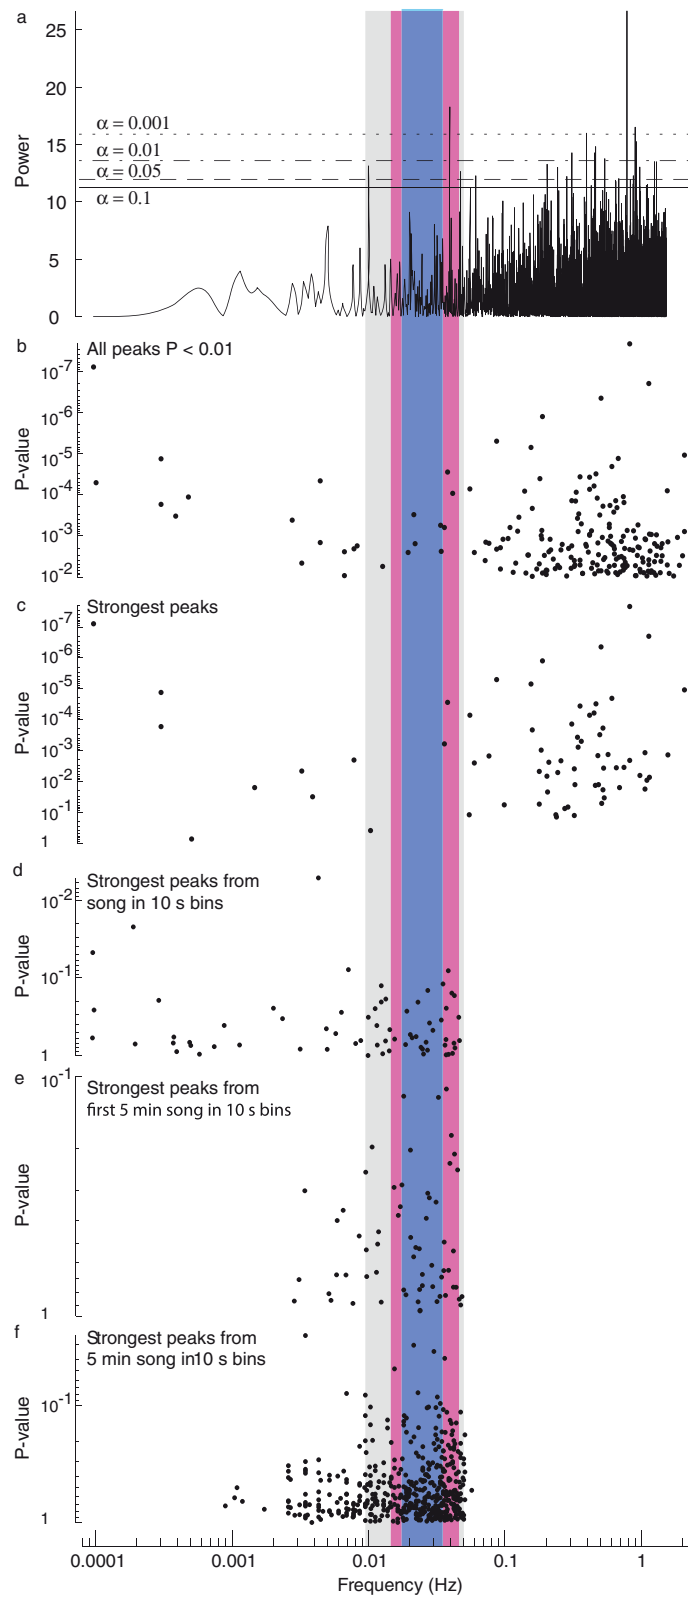 a
25
20
15
10
5
0
Power
α = 0.001
α = 0.01
α = 0.05
α = 0.1
b
All peaks P < 0.01
10-7
10-6
10-5
10-4
10-3
10-2
P-value
c
Strongest peaks
10-7
10-6
10-5
10-4
10-3
10-2
10-1
1
P-value
d
Strongest peaks from
song in 10 s bins
10-2
10-1
1
P-value
e
10-1
Strongest peaks from
first 5 min song in 10 s bins
1
P-value
f
Strongest peaks from
5 min song in10 s bins
10-1
1
P-value
0.0001 0.001 0.01 0.1 1
Frequency (Hz)